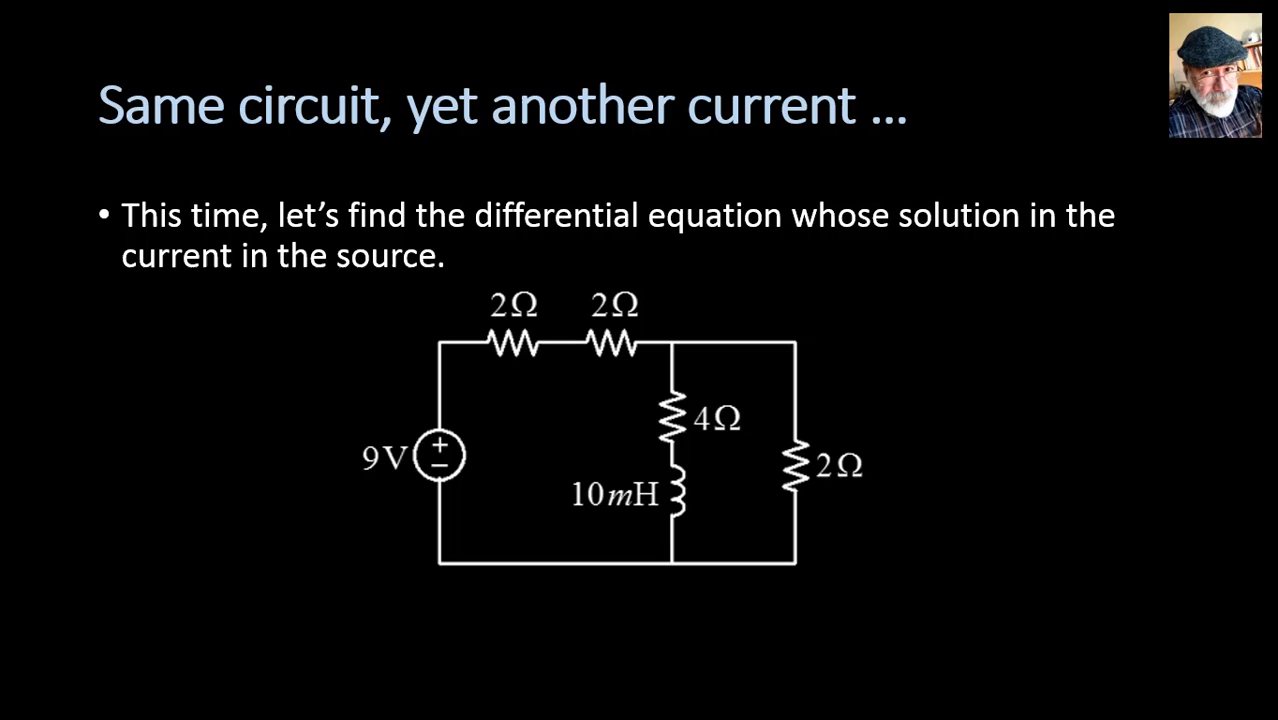 Same circuit, yet another current ...
• This time, let’s find the differential equation whose solution in the
current in the source.
2Ω 2Ω
4Ω
9V + − 2Ω
10mH